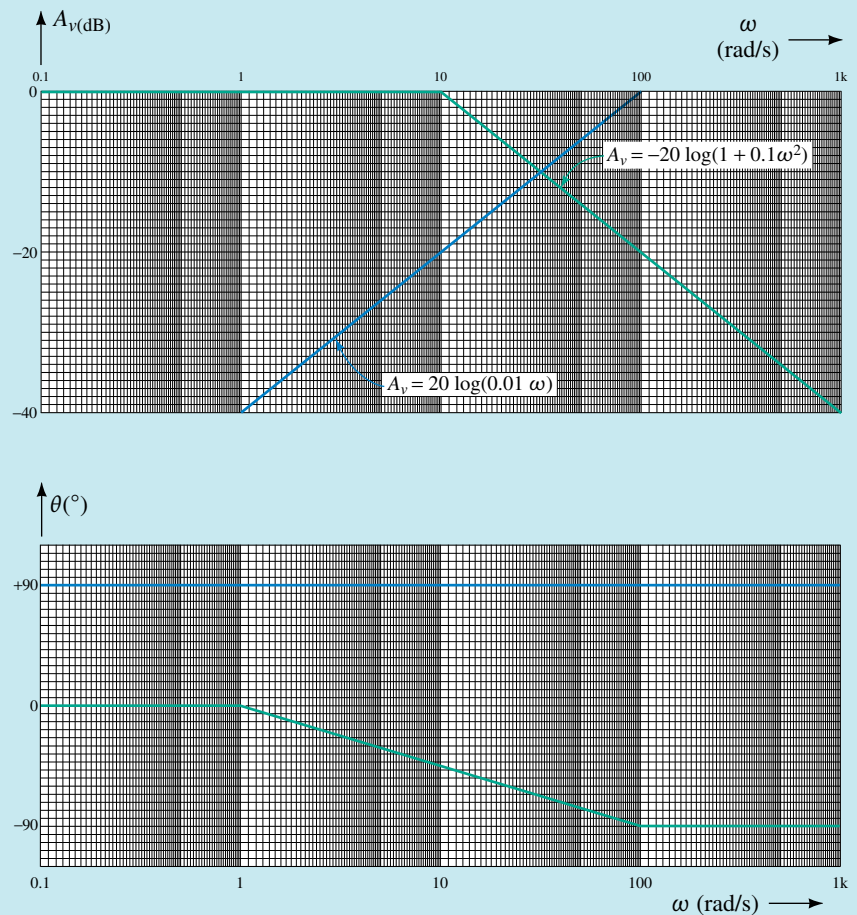 A_v(dB)
ω
(rad/s)
0.1 1 10 100 1k
0
A_v = −20 log(1 + 0.1ω²)
−20
A_v = 20 log(0.01 ω)
−40
θ(°)
+90
0
−90
0.1 1 10 100 1k
ω (rad/s)